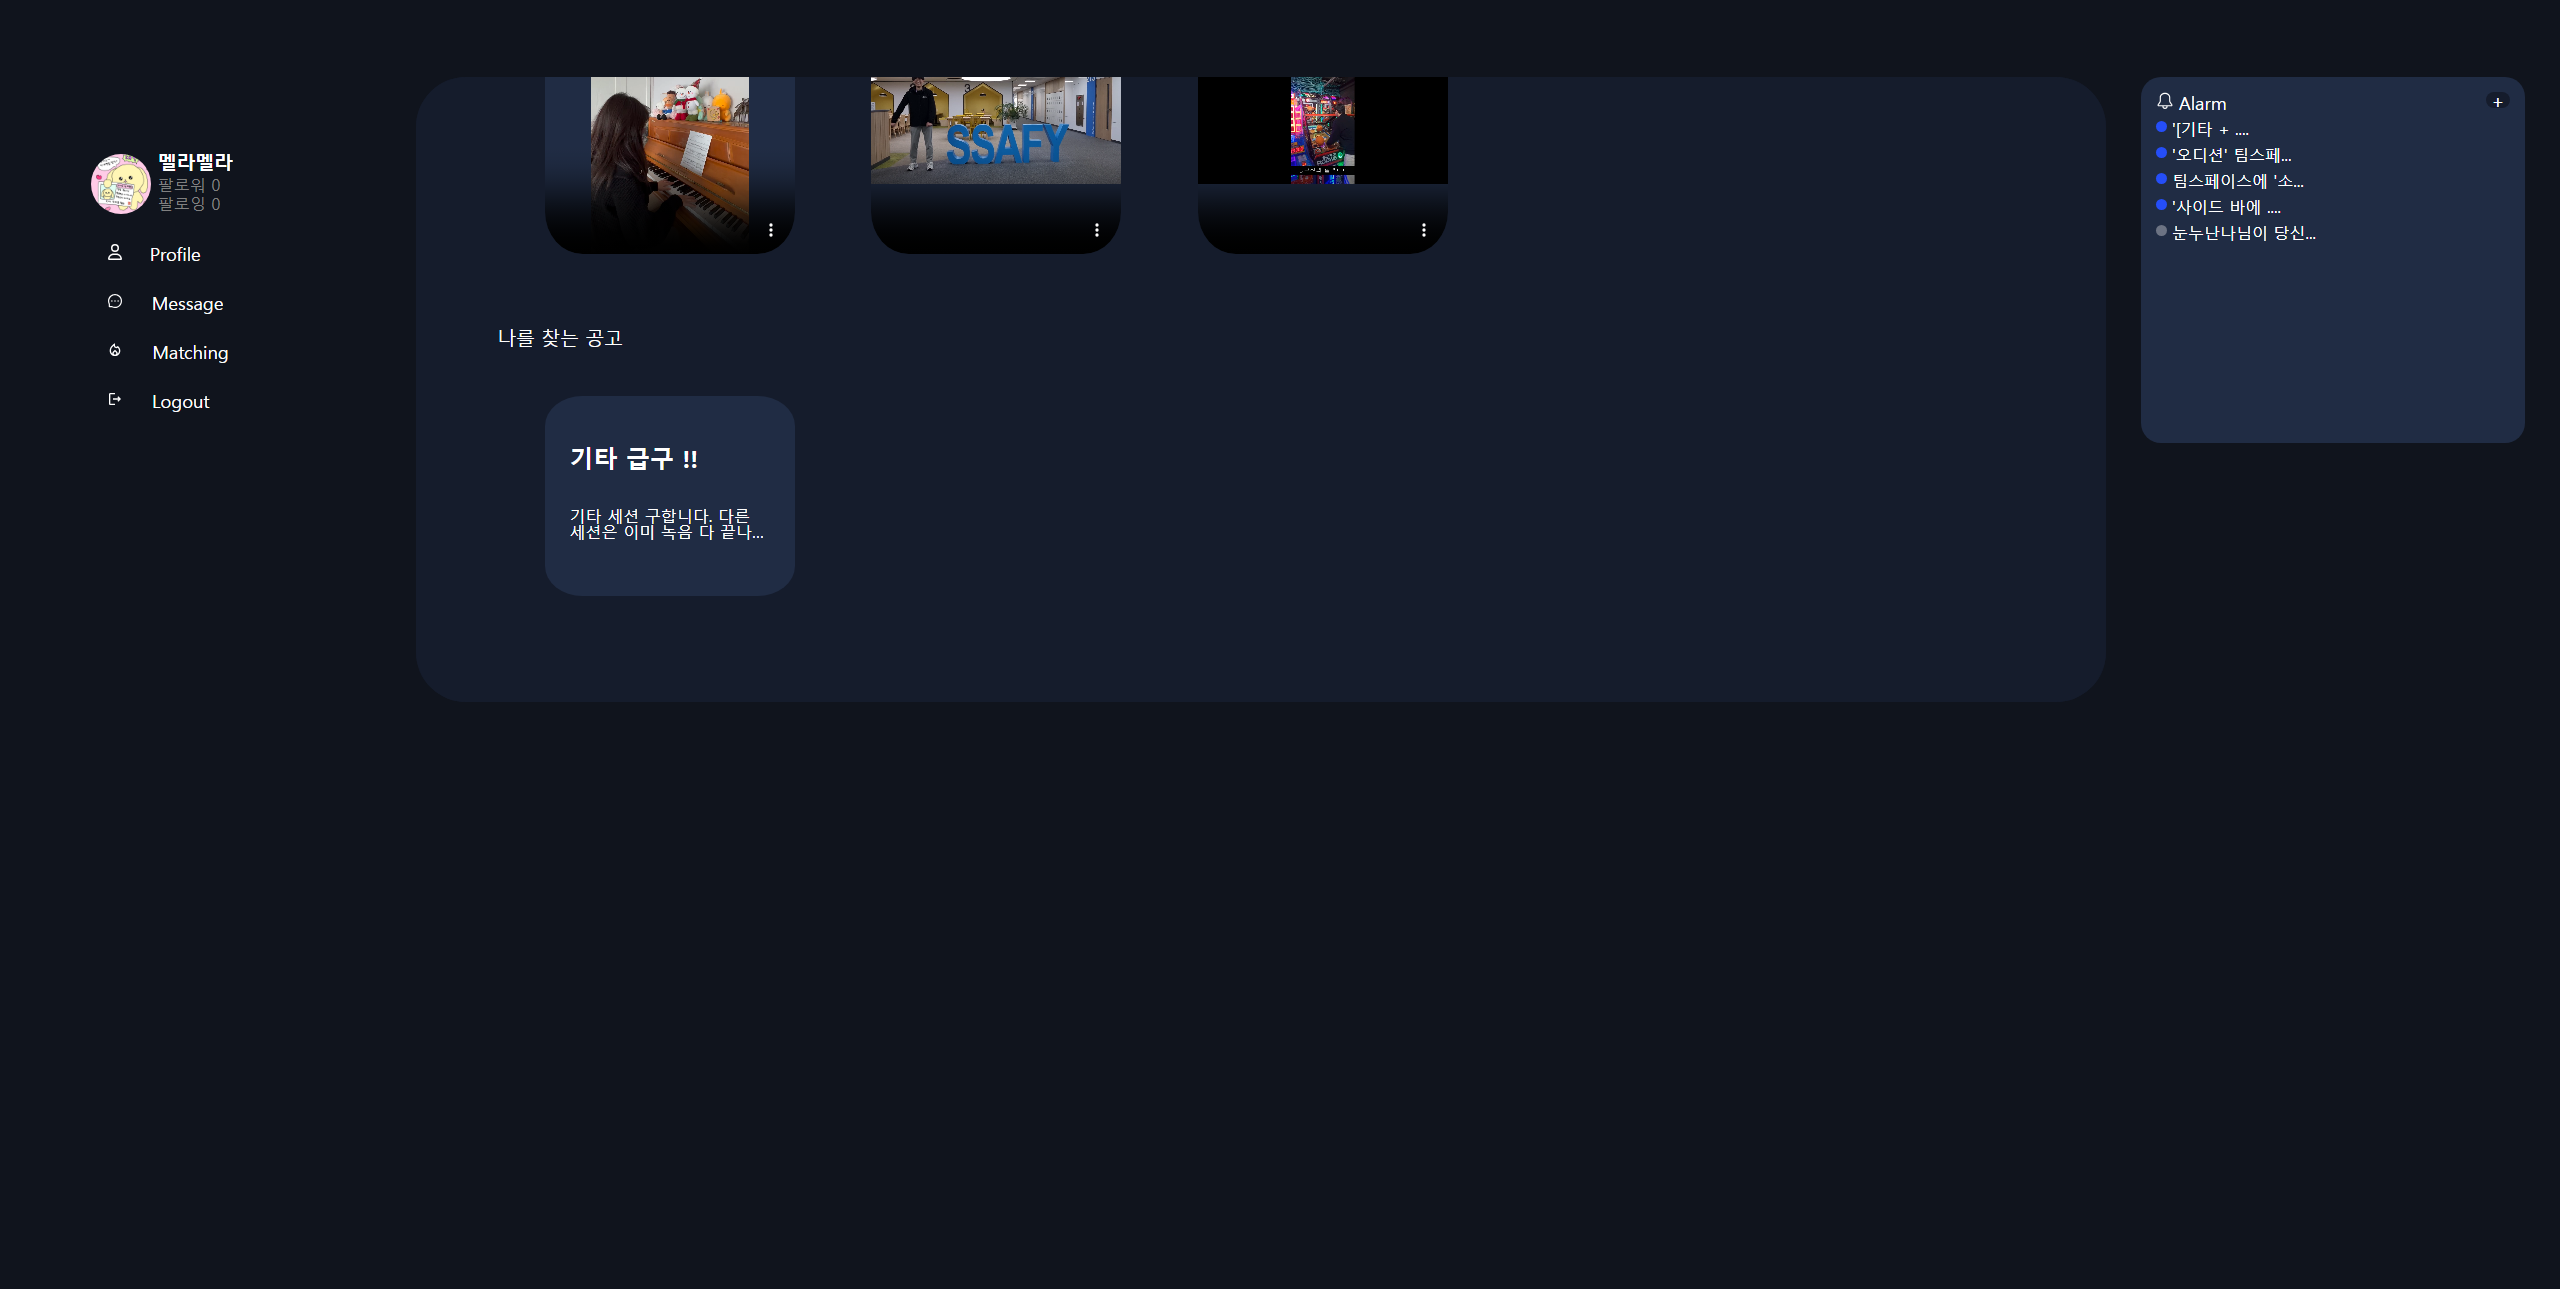 멜라멜라
팔로워 0
팔로잉 0
Profile
Message
Matching
Logout
SSAFY
나를 찾는 공고
기타 급구 !!
기타 세션 구합니다. 다른
세션은 이미 녹음 다 끝나...
Alarm
+
'[기타 + ....
'오디션' 팀스페...
팀스페이스에 '소...
'사이드 바에 ....
눈누난나님이 당신...